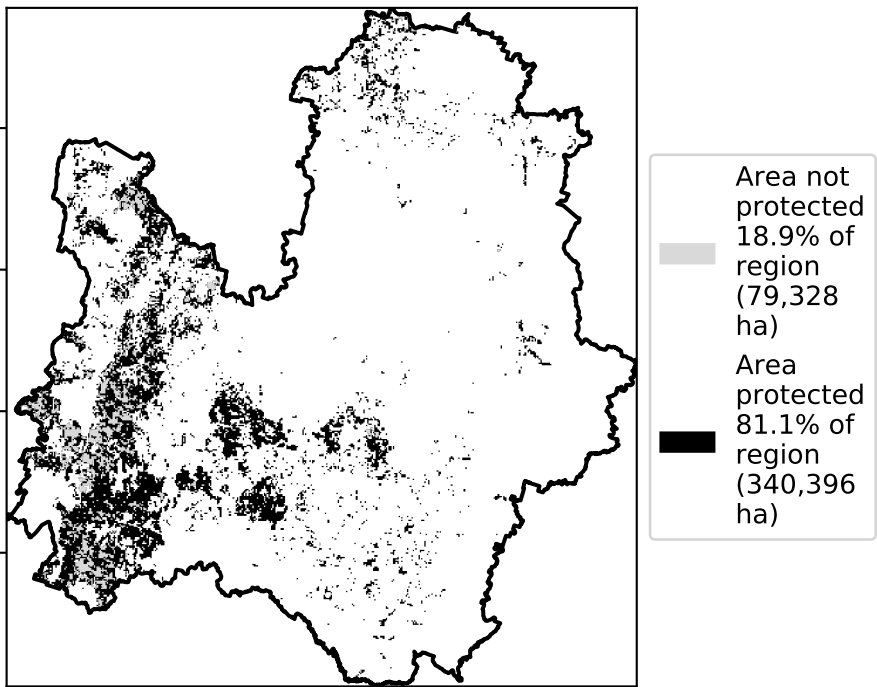 Area not
protected
18.9% of
region
(79,328
ha)
Area
protected
81.1% of
region
(340,396
ha)